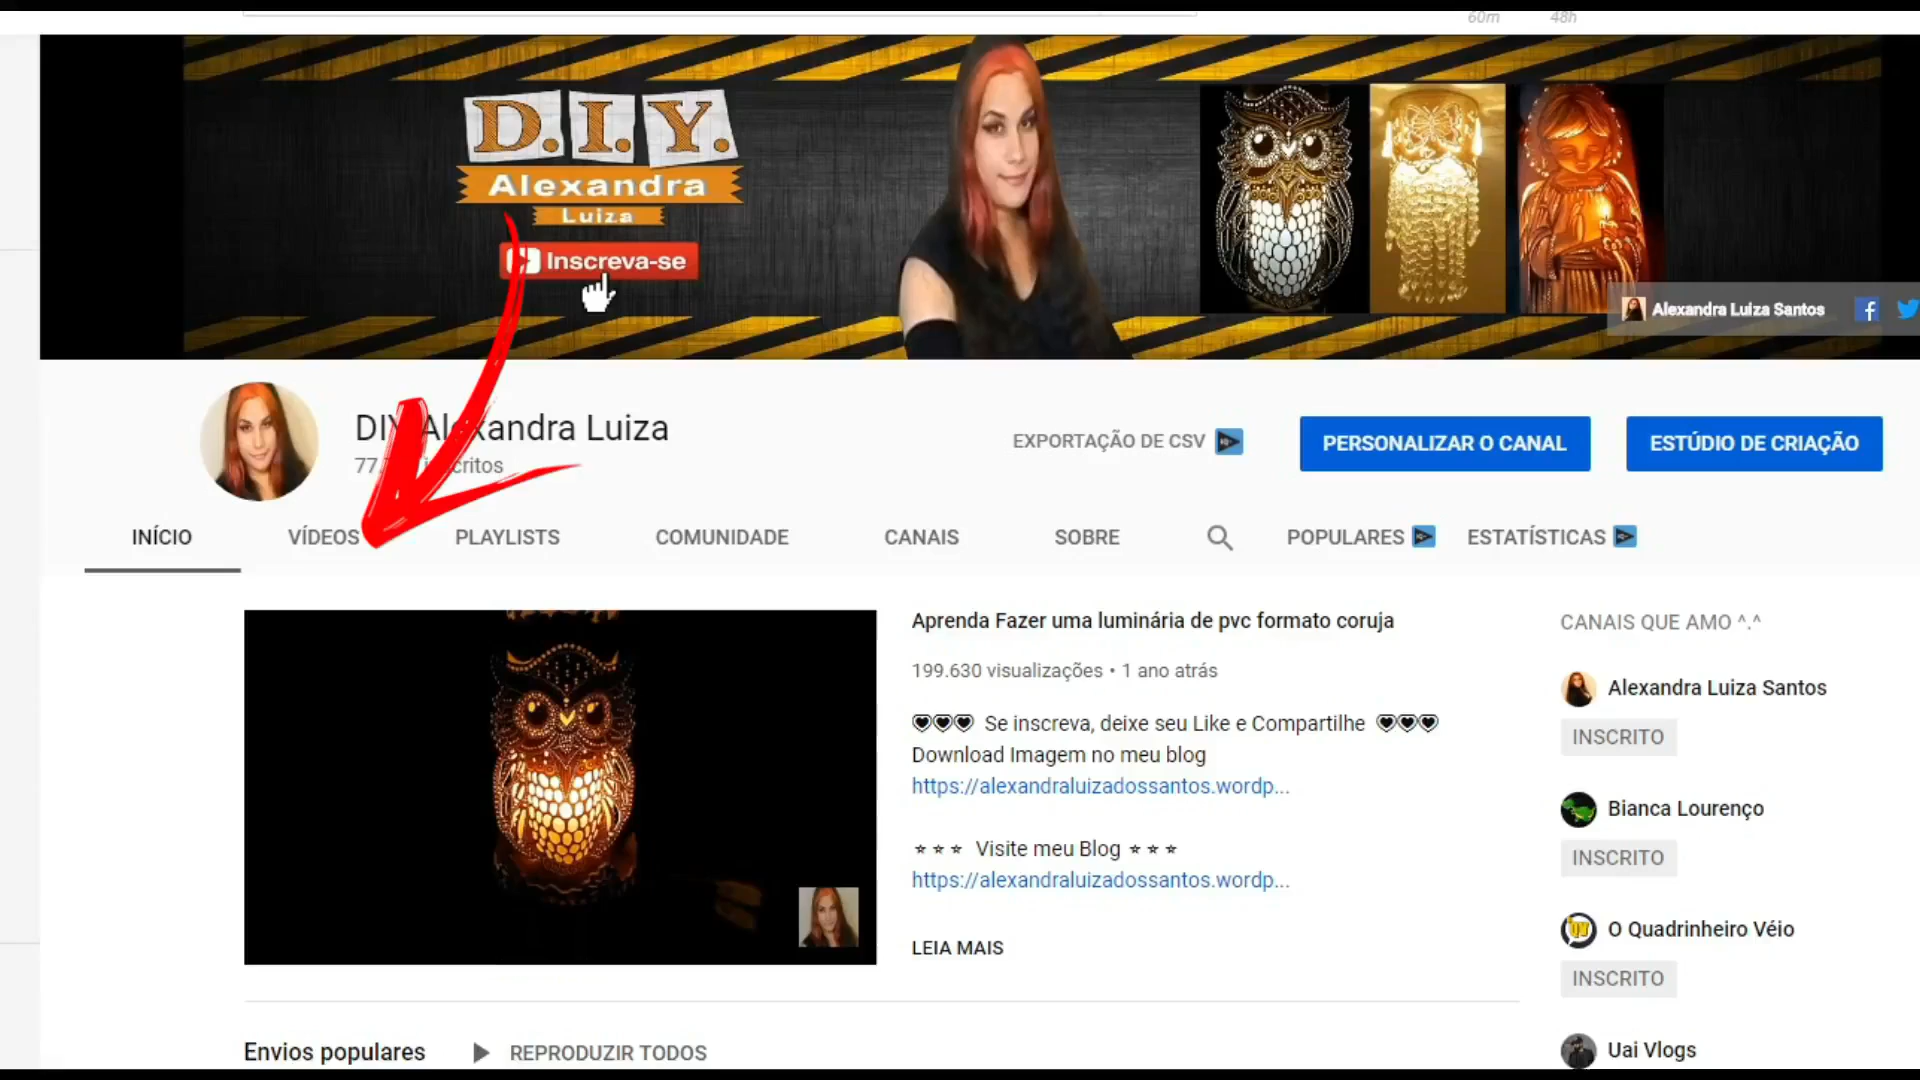 60m 48h
D.I.Y.
Alexandra
Luiza
Inscreva-se
Alexandra Luiza Santos
DIY Alexandra Luiza
77, inscritos
EXPORTAÇÃO DE CSV
PERSONALIZAR O CANAL
ESTÚDIO DE CRIAÇÃO
INÍCIO VÍDEOS PLAYLISTS COMUNIDADE CANAIS SOBRE POPULARES ESTATÍSTICAS
Aprenda Fazer uma luminária de pvc formato coruja
199.630 visualizações • 1 ano atrás
Se inscreva, deixe seu Like e Compartilhe
Download Imagem no meu blog
https://alexandraluizadossantos.wordp...
⋆ ⋆ ⋆ Visite meu Blog ⋆ ⋆ ⋆
https://alexandraluizadossantos.wordp...
LEIA MAIS
CANAIS QUE AMO ^.^
Alexandra Luiza Santos
INSCRITO
Bianca Lourenço
INSCRITO
O Quadrinheiro Véio
INSCRITO
Uai Vlogs
Envios populares REPRODUZIR TODOS